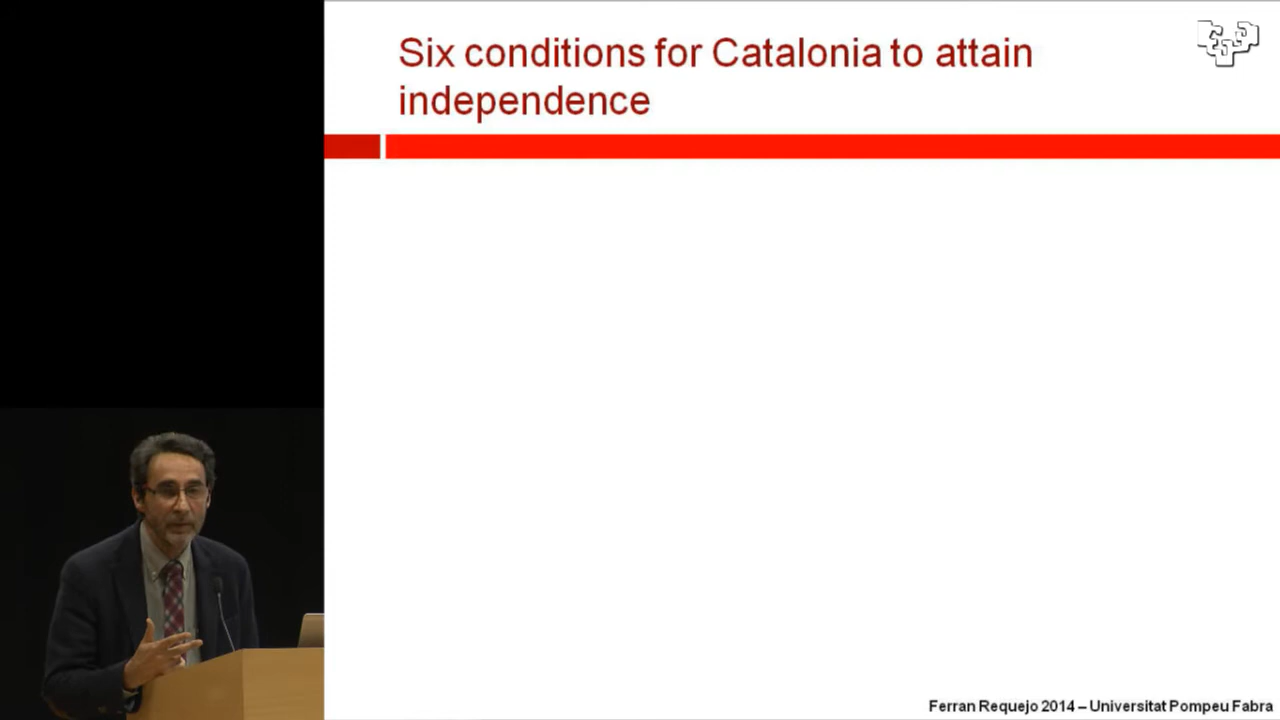 Six conditions for Catalonia to attain
independence
Ferran Requejo 2014 – Universitat Pompeu Fabra